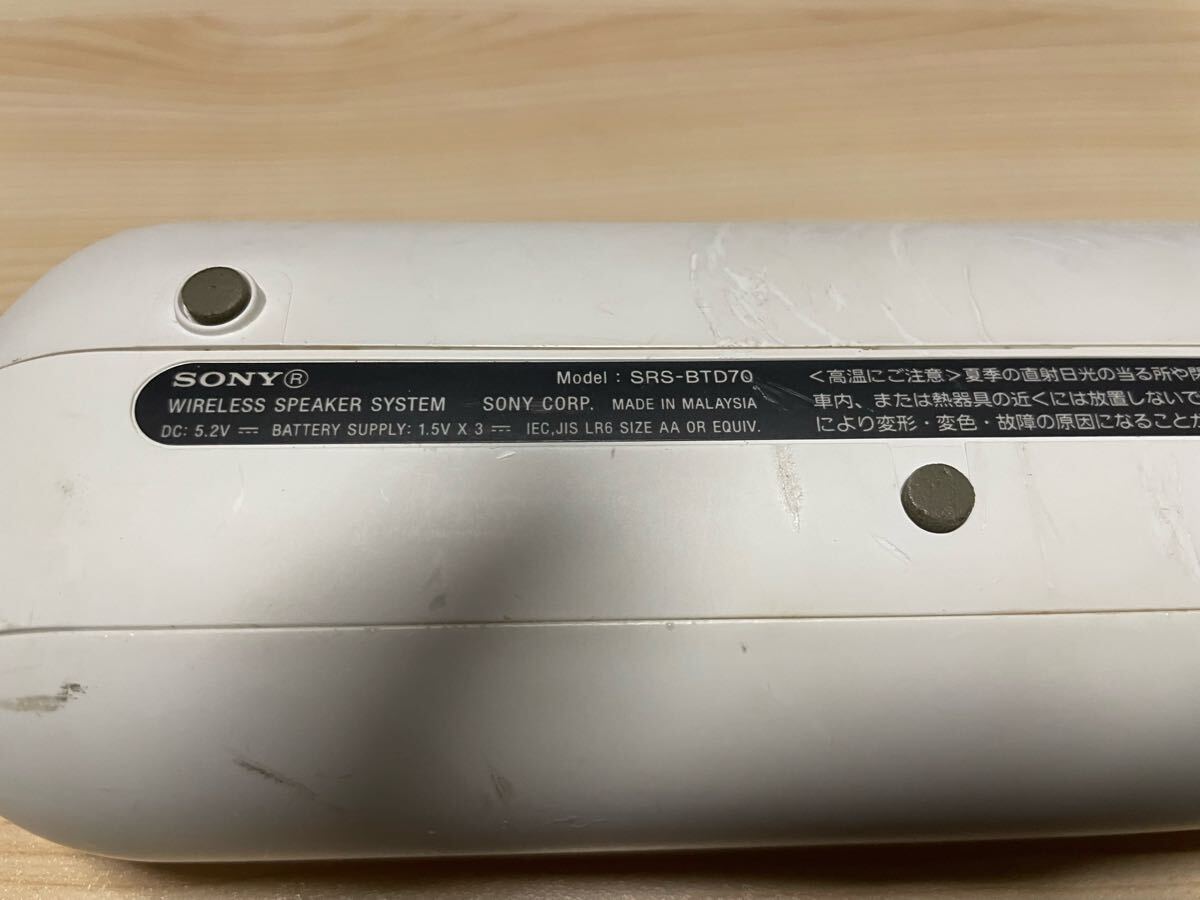 SONY®
Model : SRS-BTD70
WIRELESS SPEAKER SYSTEM SONY CORP. MADE IN MALAYSIA
DC: 5.2V ⎓ BATTERY SUPPLY: 1.5V X 3 ⎓ IEC,JIS LR6 SIZE AA OR EQUIV.
<高温にご注意>夏季の直射日光の当る所や閉
車内、または熱器具の近くには放置しないで
により変形・変色・故障の原因になることが